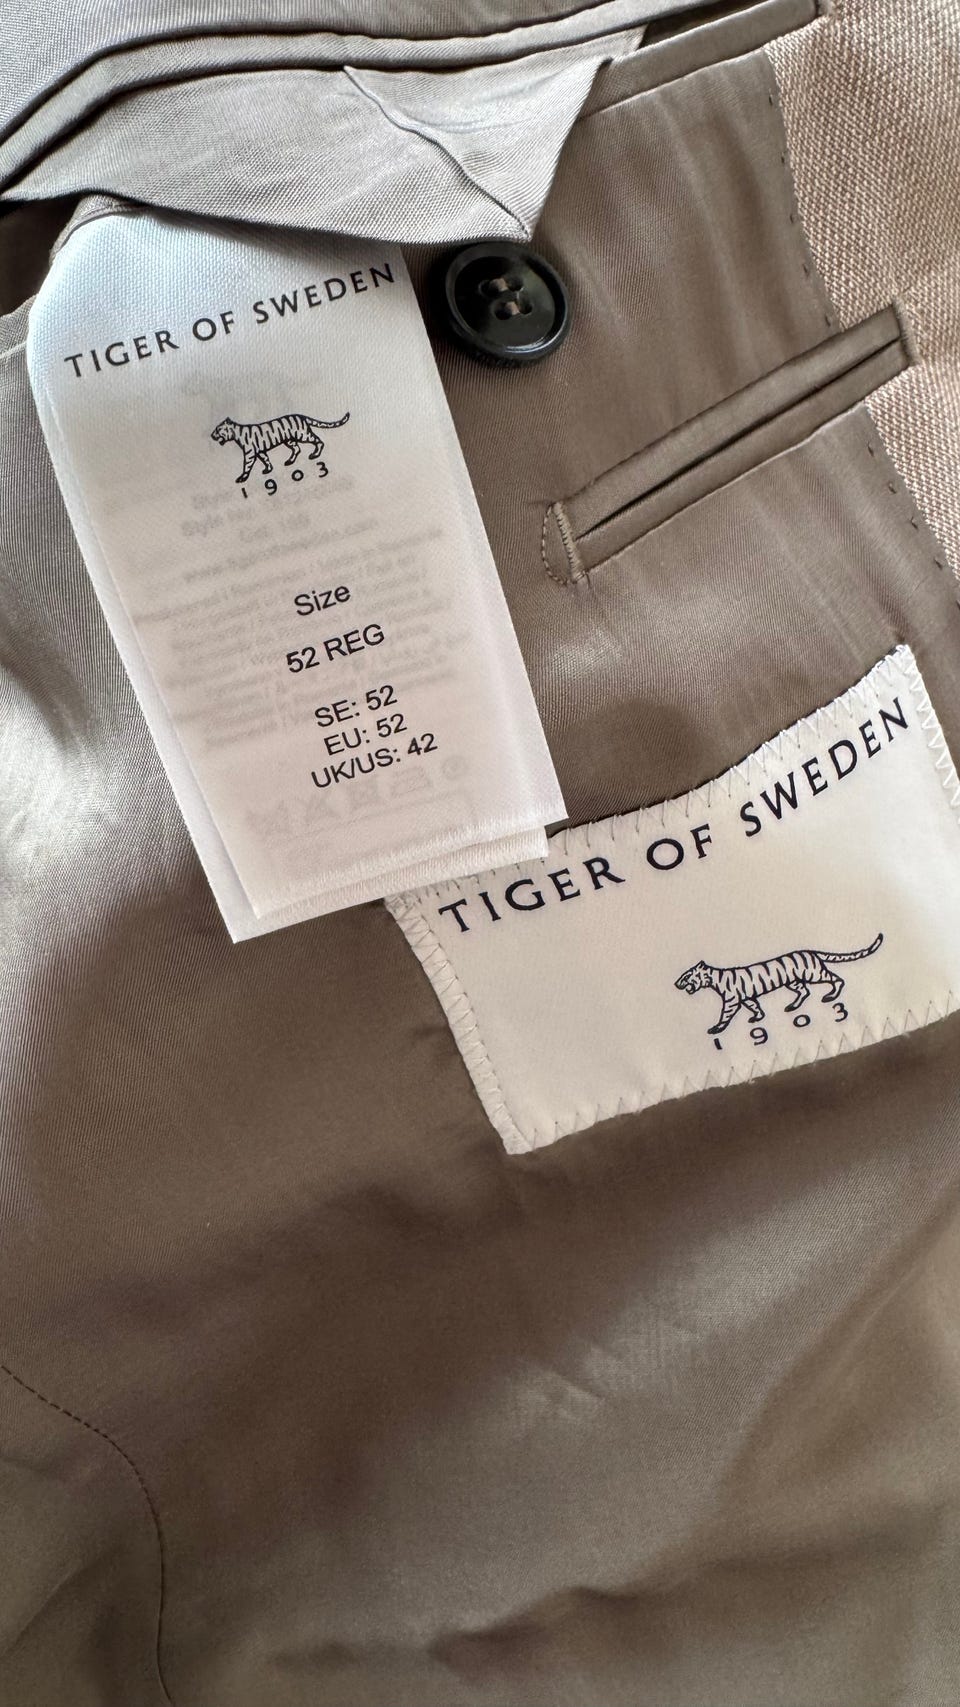 TIGER OF SWEDEN
1903
Size
52 REG
SE: 52
EU: 52
UK/US: 42
TIGER OF SWEDEN
1903